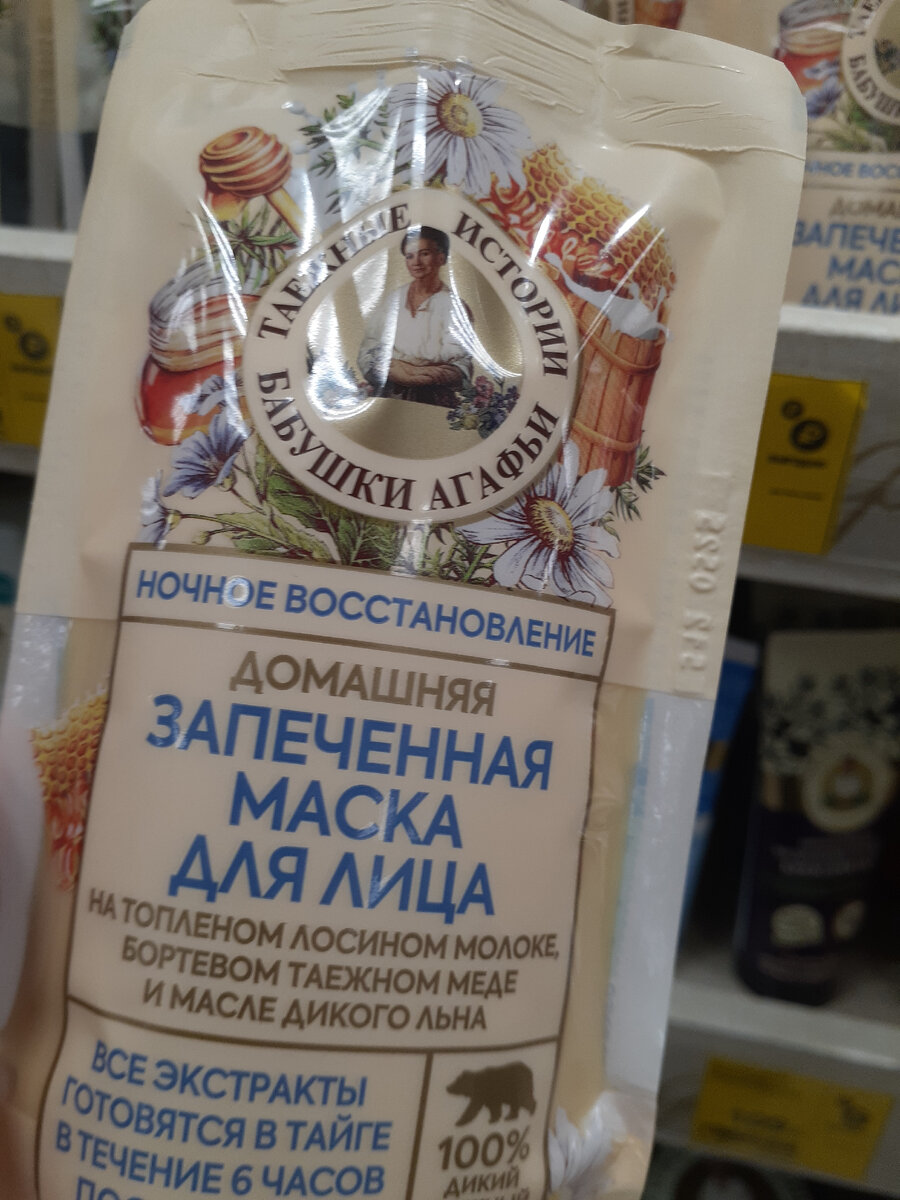 ТАЕЖНЫЕ ИСТОРИИ
БАБУШКИ АГАФЬИ
НОЧНОЕ ВОССТАНОВЛЕНИЕ
ДОМАШНЯЯ
ЗАПЕЧЕННАЯ
МАСКА
ДЛЯ ЛИЦА
НА ТОПЛЕНОМ ЛОСИНОМ МОЛОКЕ,
БОРТЕВОМ ТАЕЖНОМ МЕДЕ
И МАСЛЕ ДИКОГО ЛЬНА
ВСЕ ЭКСТРАКТЫ
ГОТОВЯТСЯ В ТАЙГЕ
В ТЕЧЕНИЕ 6 ЧАСОВ
100%
ДИКИЙ